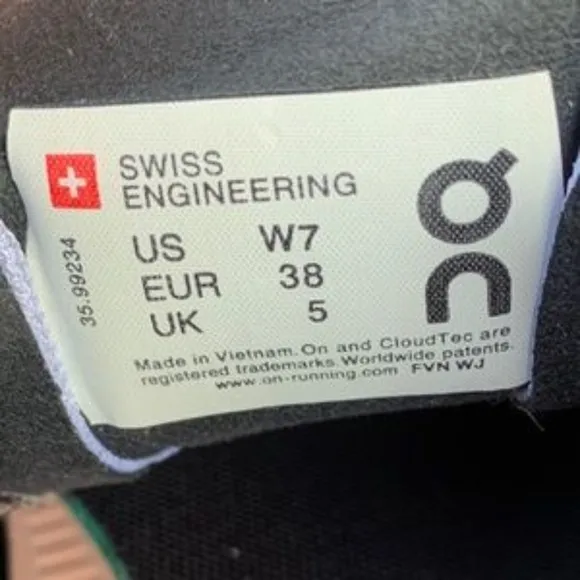 SWISS
ENGINEERING
US W7
EUR 38
UK 5
35.99234
On
Made in Vietnam. On and CloudTec are
registered trademarks. Worldwide patents.
www.on-running.com FVN WJ